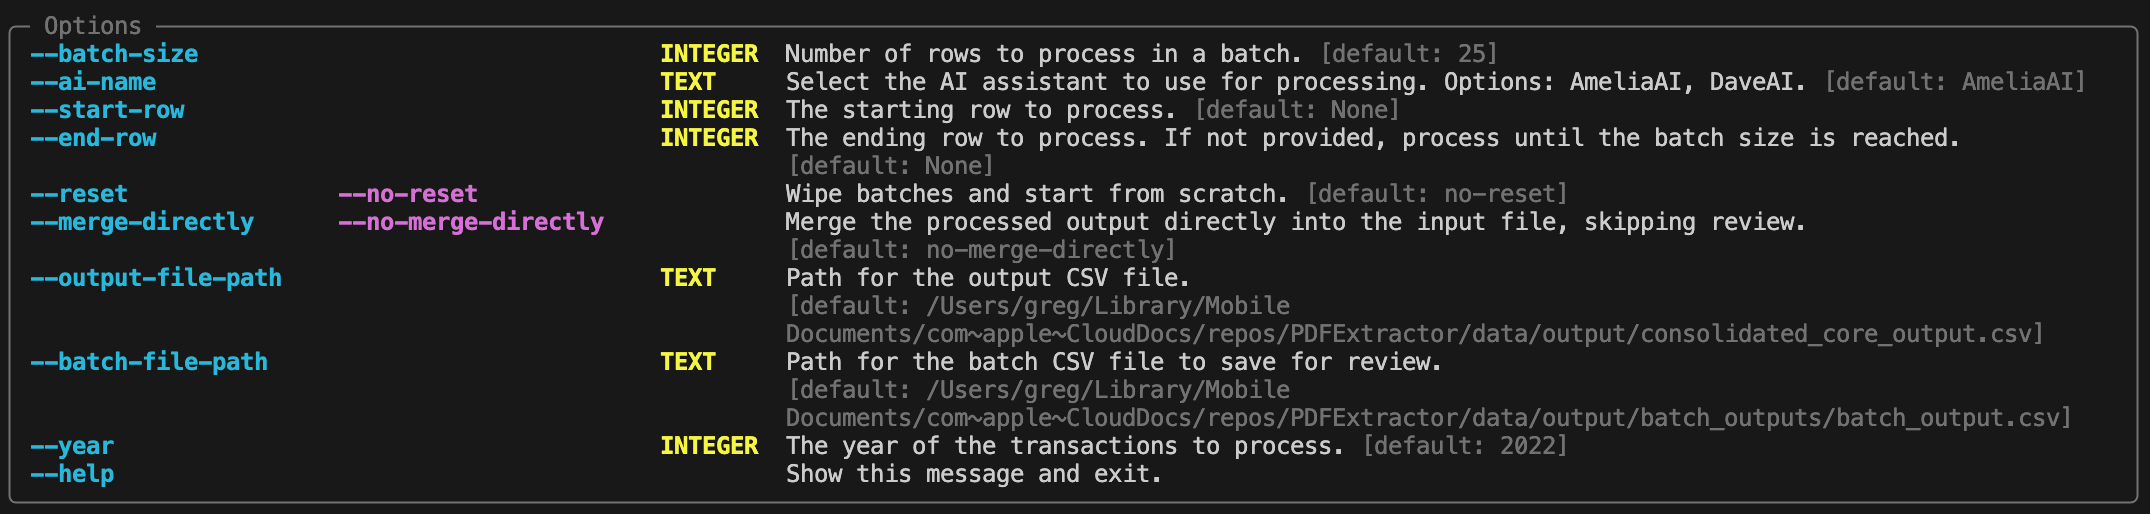 Options
--batch-size INTEGER Number of rows to process in a batch. [default: 25]
--ai-name TEXT Select the AI assistant to use for processing. Options: AmeliaAI, DaveAI. [default: AmeliaAI]
--start-row INTEGER The starting row to process. [default: None]
--end-row INTEGER The ending row to process. If not provided, process until the batch size is reached.
[default: None]
--reset --no-reset Wipe batches and start from scratch. [default: no-reset]
--merge-directly --no-merge-directly Merge the processed output directly into the input file, skipping review.
[default: no-merge-directly]
--output-file-path TEXT Path for the output CSV file.
[default: /Users/greg/Library/Mobile
Documents/com~apple~CloudDocs/repos/PDFExtractor/data/output/consolidated_core_output.csv]
--batch-file-path TEXT Path for the batch CSV file to save for review.
[default: /Users/greg/Library/Mobile
Documents/com~apple~CloudDocs/repos/PDFExtractor/data/output/batch_outputs/batch_output.csv]
--year INTEGER The year of the transactions to process. [default: 2022]
--help Show this message and exit.